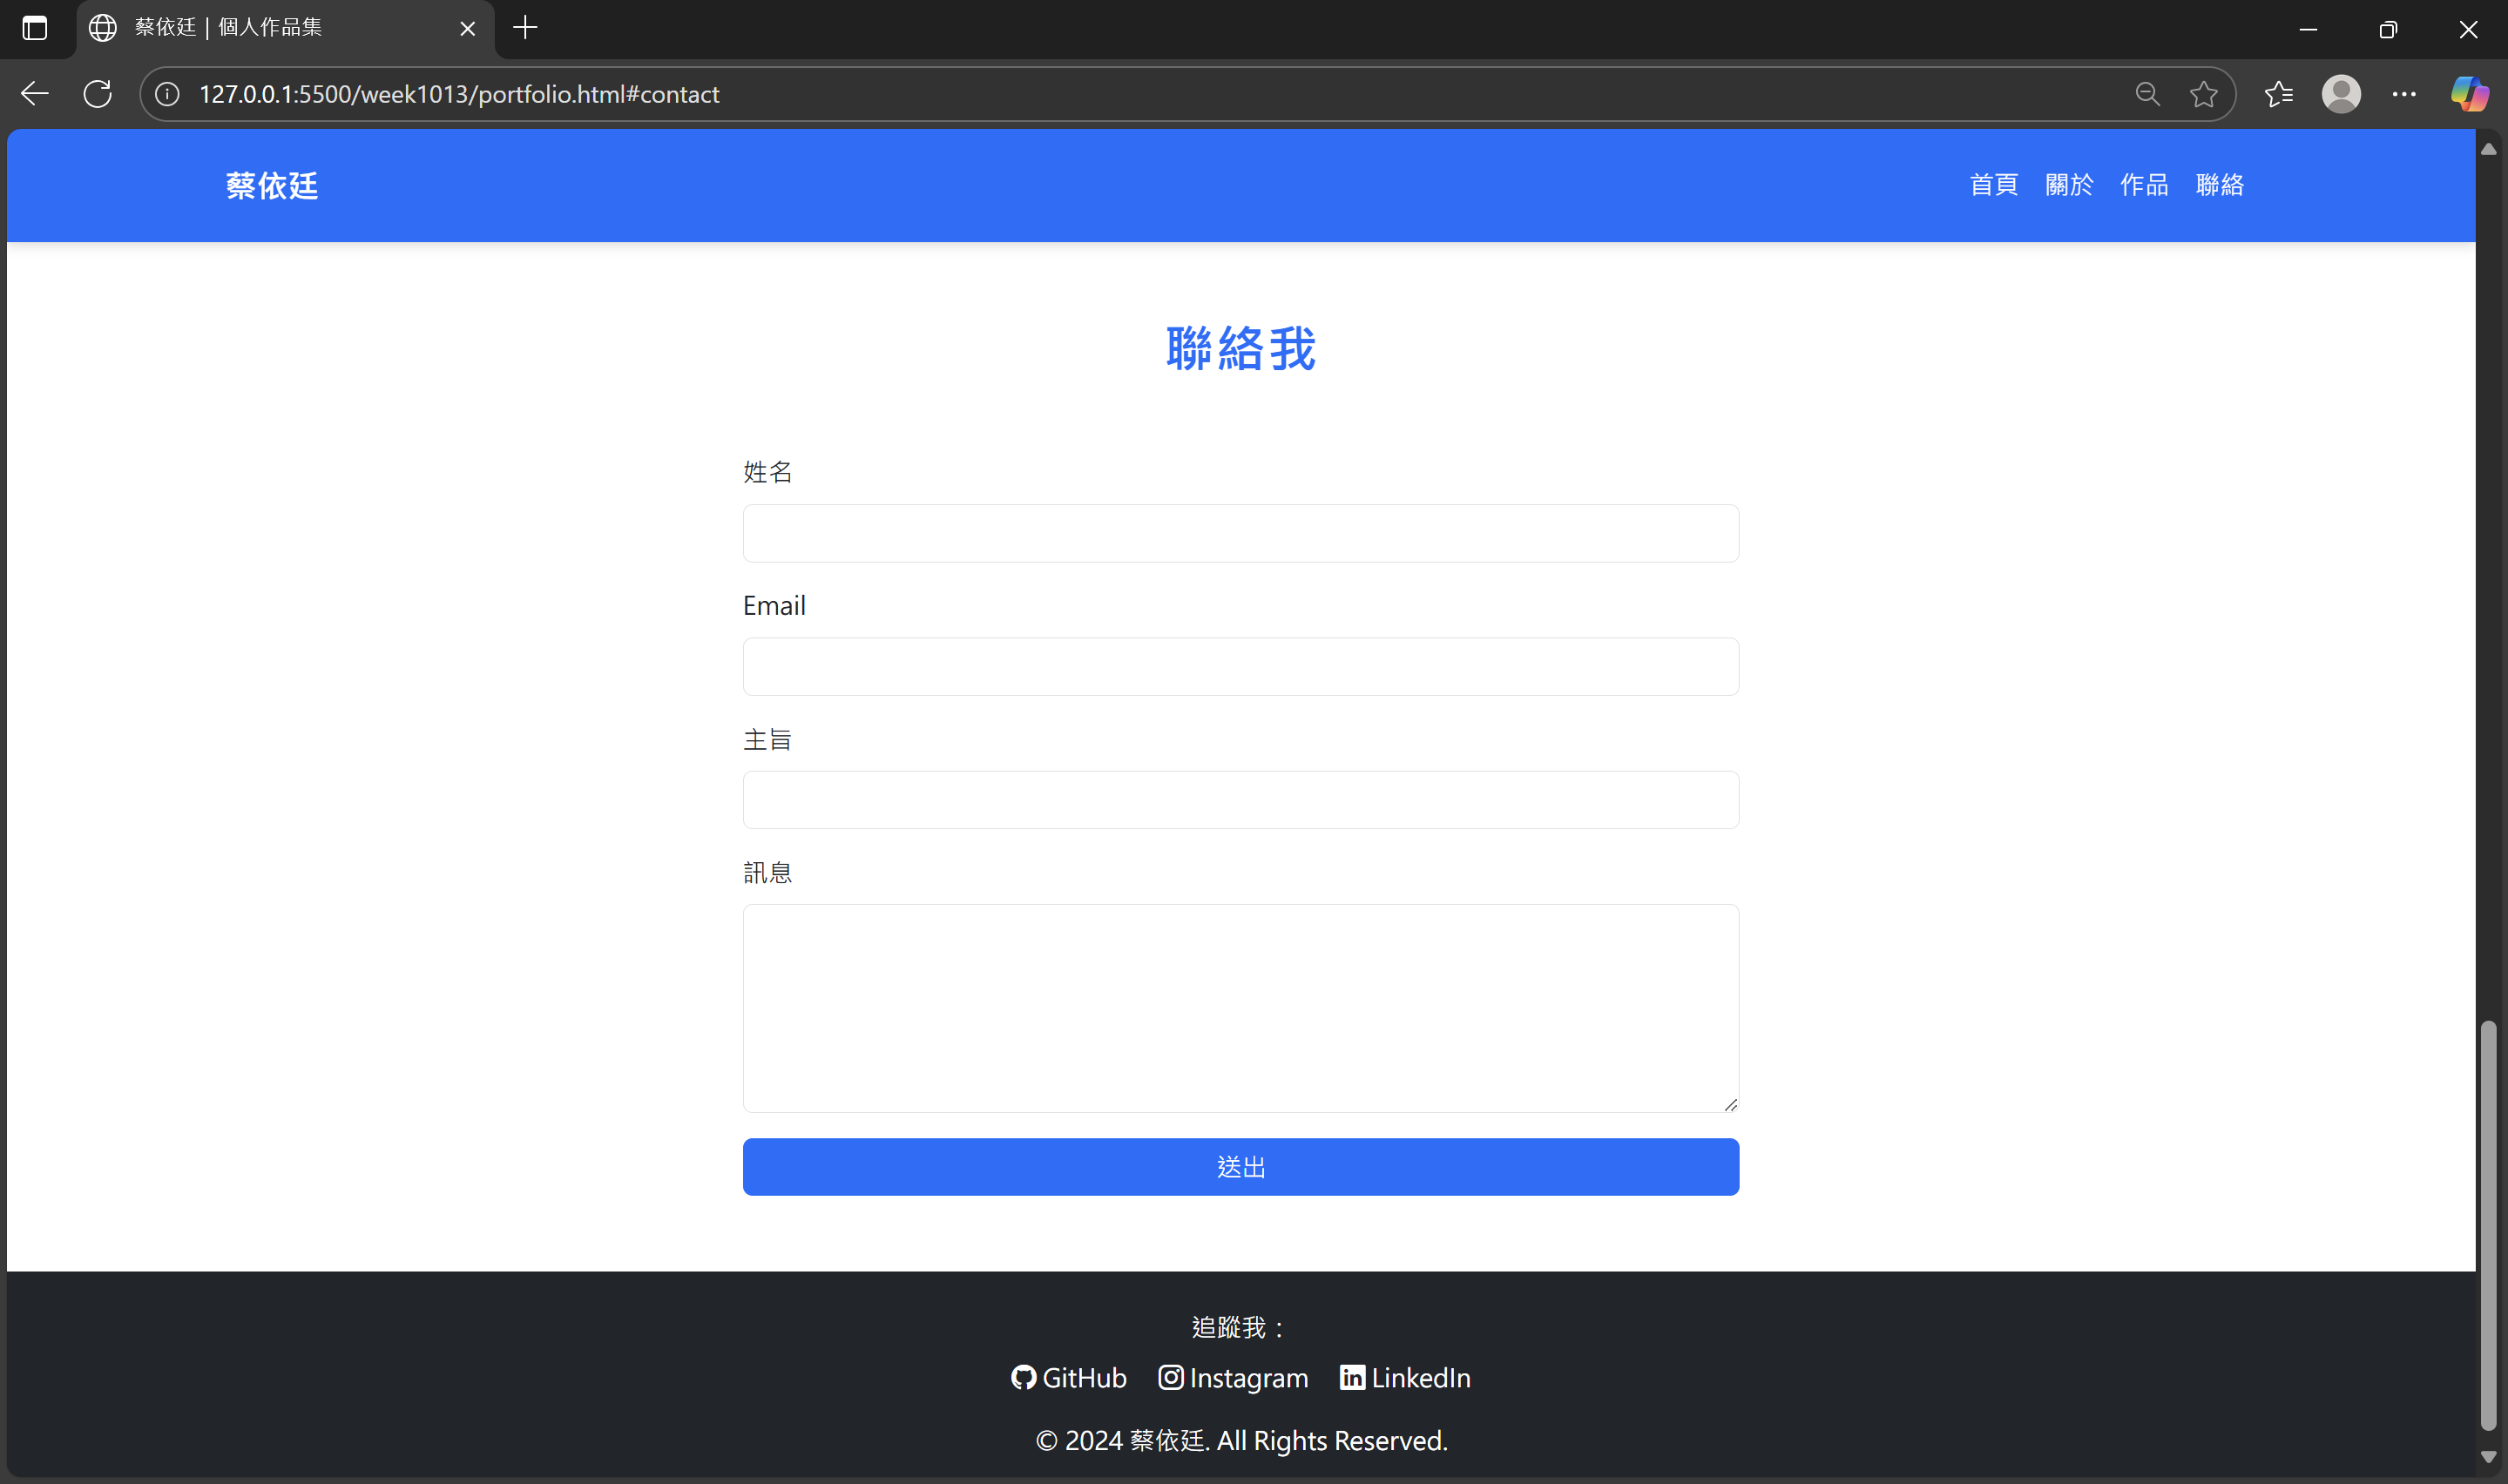 蔡依廷 | 個人作品集
127.0.0.1:5500/week1013/portfolio.html#contact
蔡依廷
首頁 關於 作品 聯絡
聯絡我
姓名
Email
主旨
訊息
送出
追蹤我：
GitHub Instagram LinkedIn
© 2024 蔡依廷. All Rights Reserved.